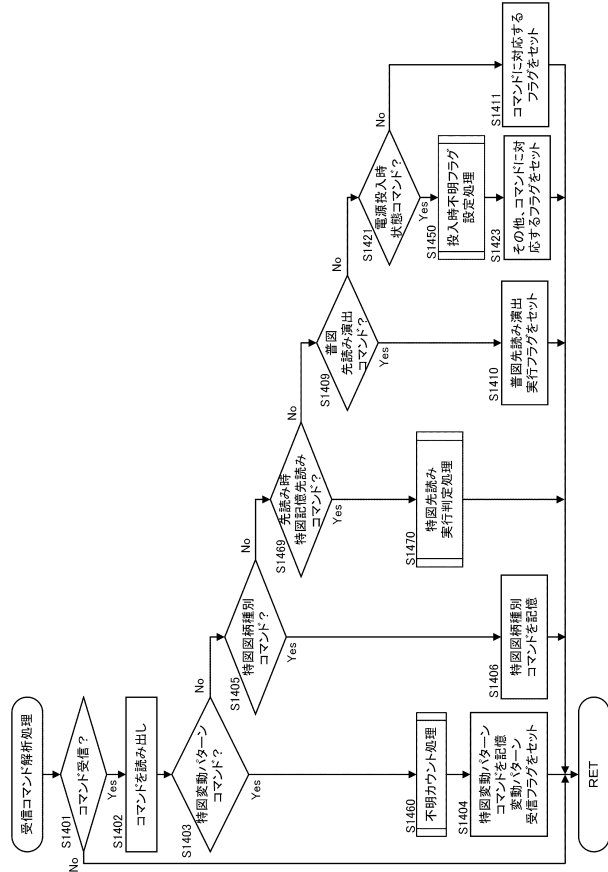 受信コマンド解析処理
S1401
コマンド受信？
No
Yes
S1402
コマンドを読み出し
S1403
特図変動パターン
コマンド？
No
Yes
S1460
不明カウント処理
S1404
特図変動パターン
コマンドを記憶
変動パターン
受信フラグをセット
S1405
特図図柄種別
コマンド？
No
Yes
S1406
特図図柄種別
コマンドを記憶
S1469
先読み時
特図記憶先読み
コマンド？
No
Yes
S1470
特図先読み
実行判定処理
S1409
普図
先読み演出
コマンド？
No
Yes
S1410
普図先読み演出
実行フラグをセット
S1421
電源投入時
状態コマンド？
No
Yes
S1450
投入時不明フラグ
設定処理
S1423
その他、コマンドに対
応するフラグをセット
S1411
コマンドに対応する
フラグをセット
RET